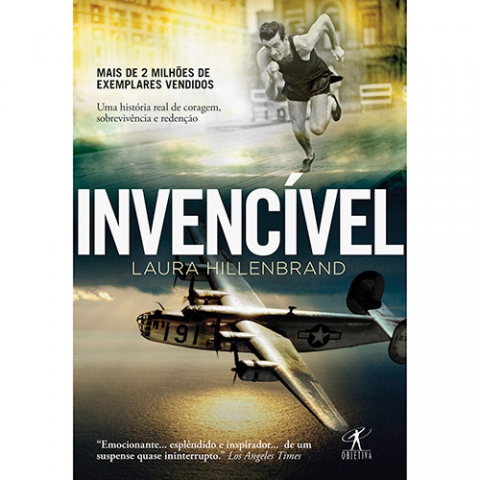 MAIS DE 2 MILHÕES DE
EXEMPLARES VENDIDOS
Uma história real de coragem,
sobrevivência e redenção
INVENCÍVEL
LAURA HILLENBRAND
191
“Emocionante... esplêndido e inspirador... de um
suspense quase ininterrupto.” Los Angeles Times
OBJETIVA